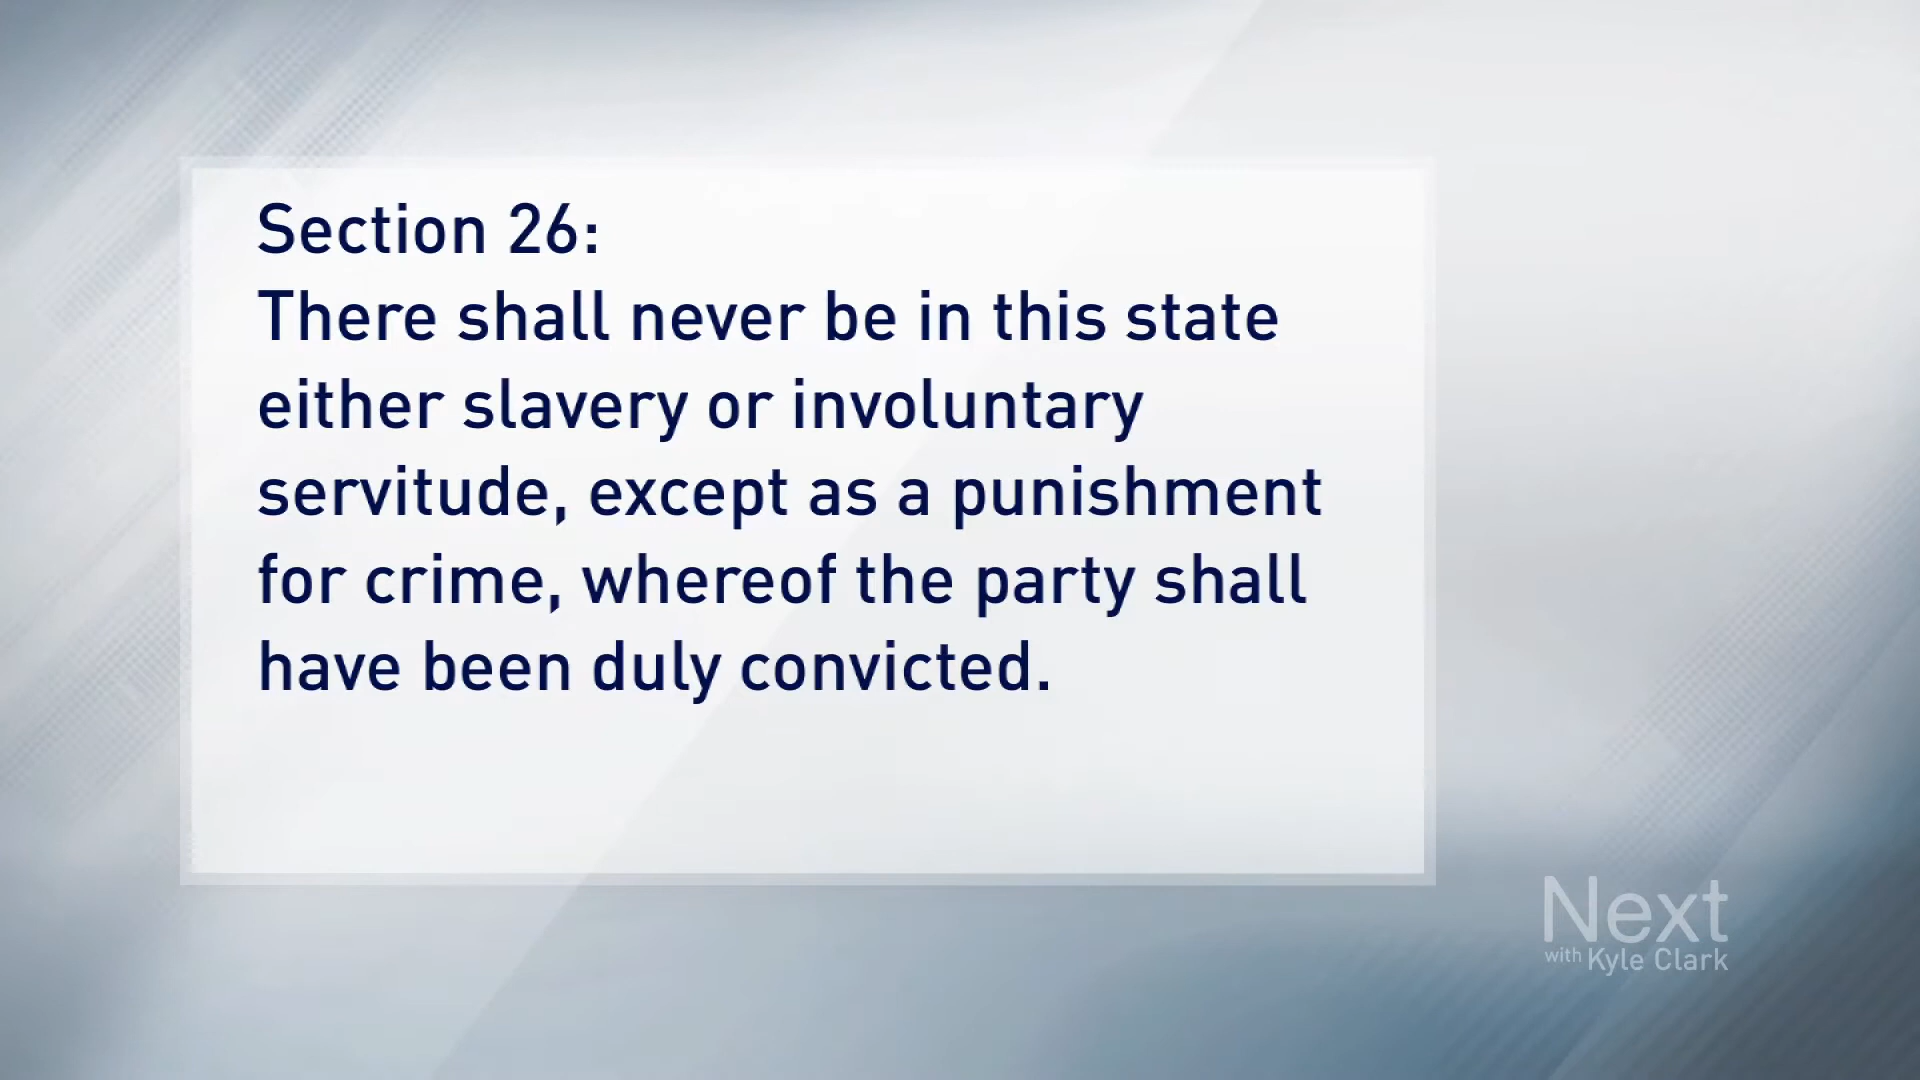 Section 26:
There shall never be in this state
either slavery or involuntary
servitude, except as a punishment
for crime, whereof the party shall
have been duly convicted.
Next
with Kyle Clark